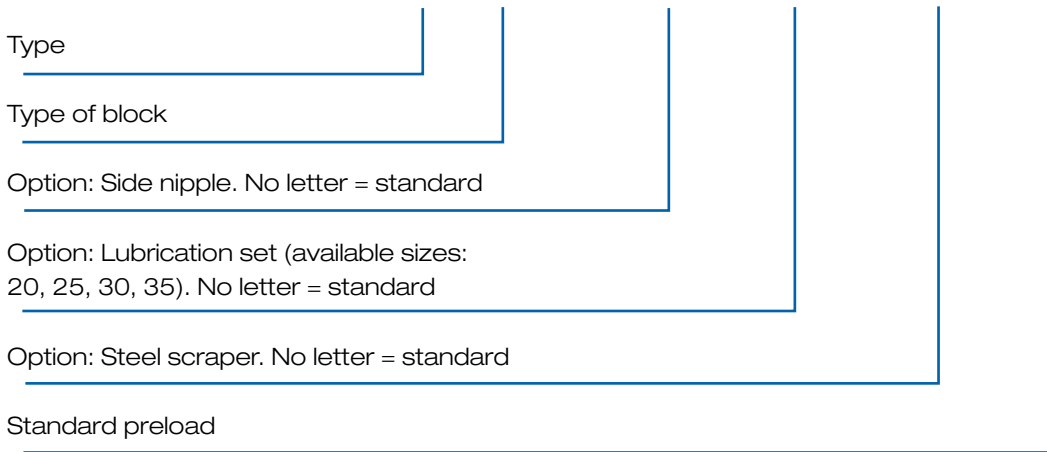 Type
Type of block
Option: Side nipple. No letter = standard
Option: Lubrication set (available sizes:
20, 25, 30, 35). No letter = standard
Option: Steel scraper. No letter = standard
Standard preload